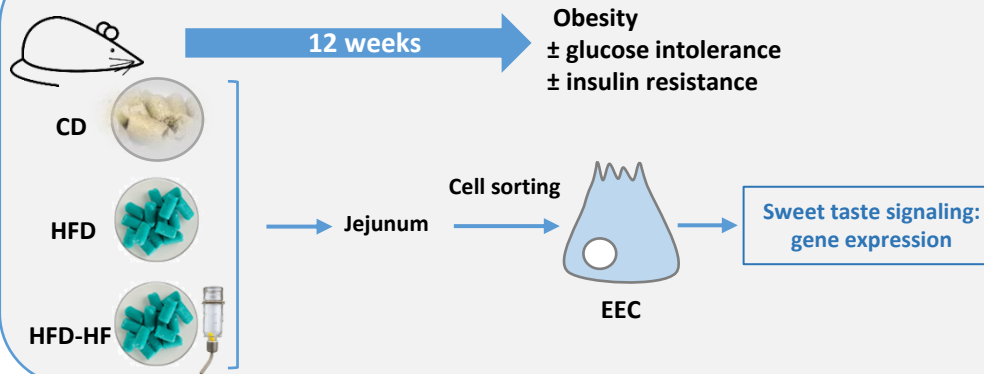 12 weeks
Obesity
± glucose intolerance
± insulin resistance
CD
HFD
HFD-HF
Jejunum
Cell sorting
EEC
Sweet taste signaling:
gene expression